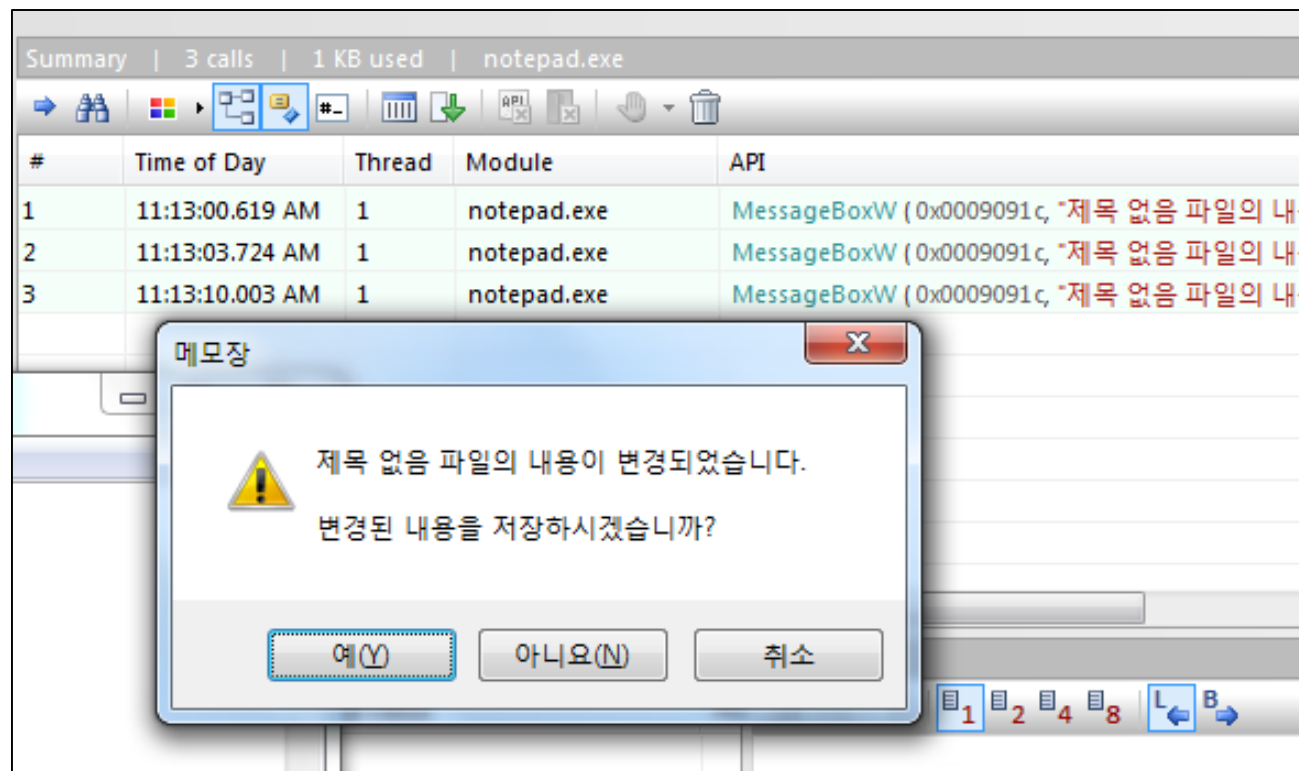 Summary | 3 calls | 1 KB used | notepad.exe
# Time of Day Thread Module API
1 11:13:00.619 AM 1 notepad.exe MessageBoxW ( 0x0009091c, "제목 없음 파일의 내
2 11:13:03.724 AM 1 notepad.exe MessageBoxW ( 0x0009091c, "제목 없음 파일의 내
3 11:13:10.003 AM 1 notepad.exe MessageBoxW ( 0x0009091c, "제목 없음 파일의 내
메모장
제목 없음 파일의 내용이 변경되었습니다.
변경된 내용을 저장하시겠습니까?
예(Y) 아니요(N) 취소
1 2 4 8 L B